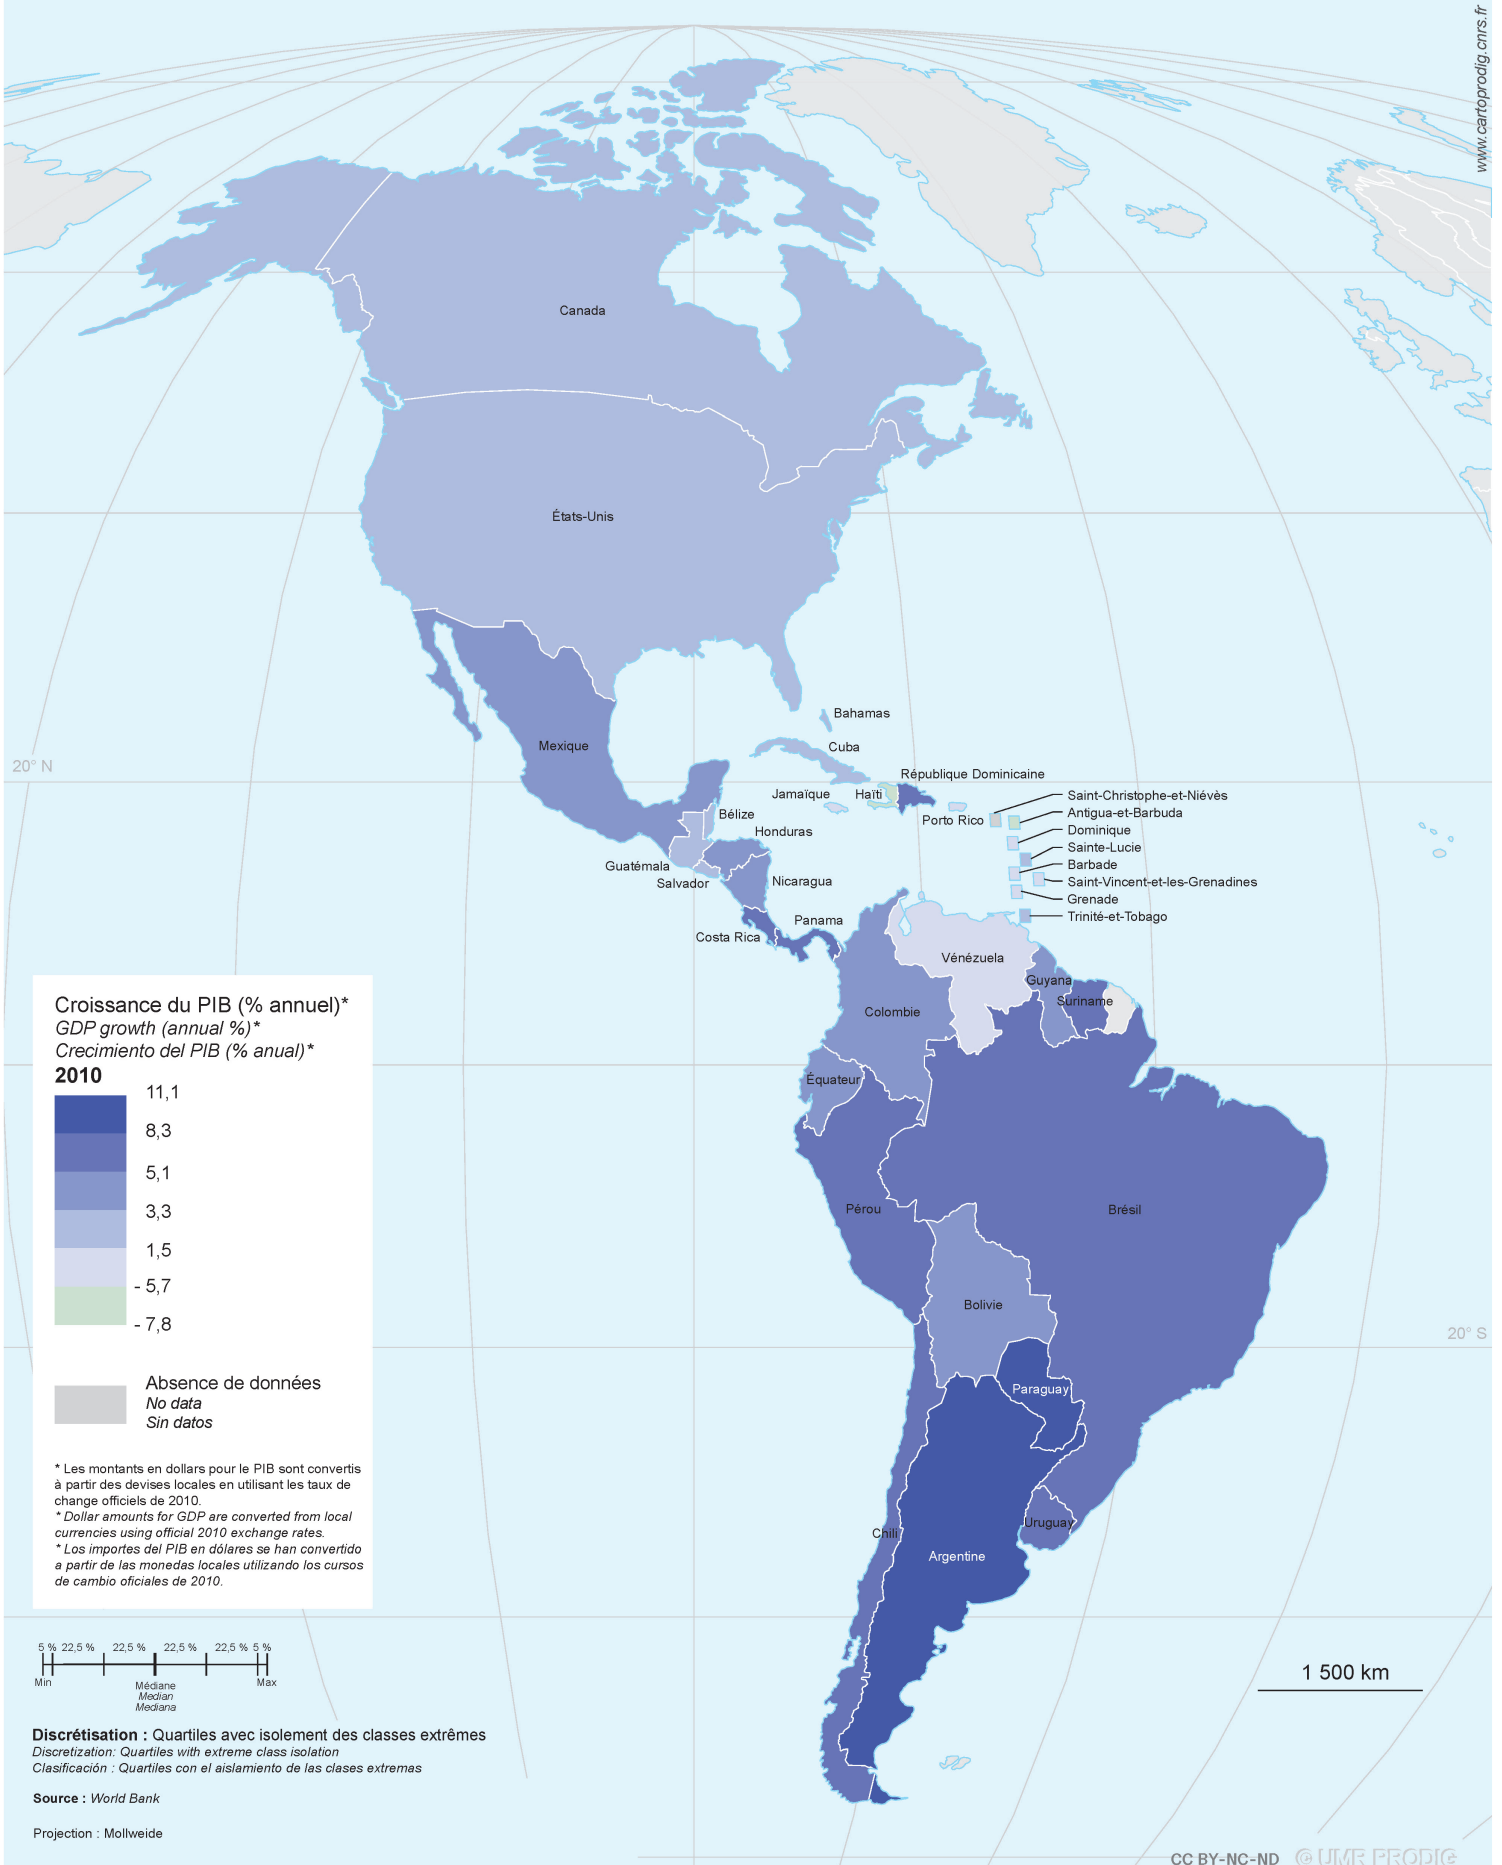 www.cartoprodig.cnrs.fr
Canada
États-Unis
Mexique
Bahamas
Cuba
20° N
République Dominicaine
Jamaïque
Haïti
Porto Rico
Saint-Christophe-et-Niévès
Antigua-et-Barbuda
Dominique
Sainte-Lucie
Barbade
Saint-Vincent-et-les-Grenadines
Grenade
Trinité-et-Tobago
Bélize
Honduras
Guatémala
Salvador
Nicaragua
Panama
Costa Rica
Vénézuela
Guyana
Suriname
Colombie
Équateur
Pérou
Brésil
Bolivie
20° S
Paraguay
Uruguay
Chili
Argentine
Croissance du PIB (% annuel)*
GDP growth (annual %)*
Crecimiento del PIB (% anual)*
2010
11,1
8,3
5,1
3,3
1,5
- 5,7
- 7,8
Absence de données
No data
Sin datos
* Les montants en dollars pour le PIB sont convertis
à partir des devises locales en utilisant les taux de
change officiels de 2010.
* Dollar amounts for GDP are converted from local
currencies using official 2010 exchange rates.
* Los importes del PIB en dólares se han convertido
a partir de las monedas locales utilizando los cursos
de cambio oficiales de 2010.
5 % 22,5 % 22,5 % 22,5 % 22,5 % 5 %
Min Médiane Max
Median
Mediana
1 500 km
Discrétisation : Quartiles avec isolement des classes extrêmes
Discretization: Quartiles with extreme class isolation
Clasificación : Quartiles con el aislamiento de las clases extremas
Source : World Bank
Projection : Mollweide
CC BY-NC-ND © UMR PRODIG